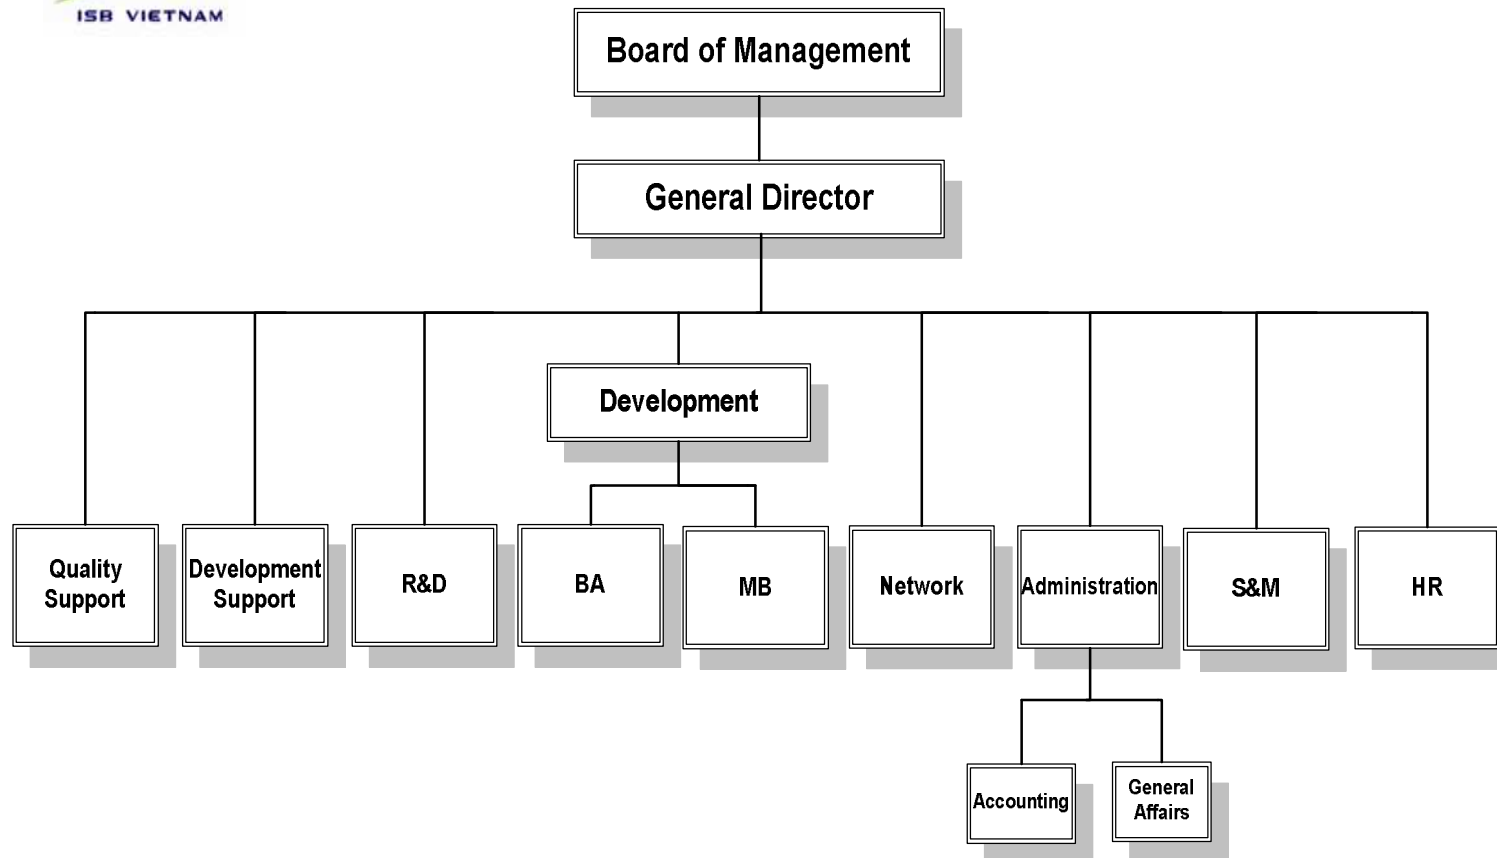 ISB VIETNAM
Board of Management
General Director
Development
Quality
Support
Development
Support
R&D
BA
MB
Network
Administration
S&M
HR
Accounting
General
Affairs